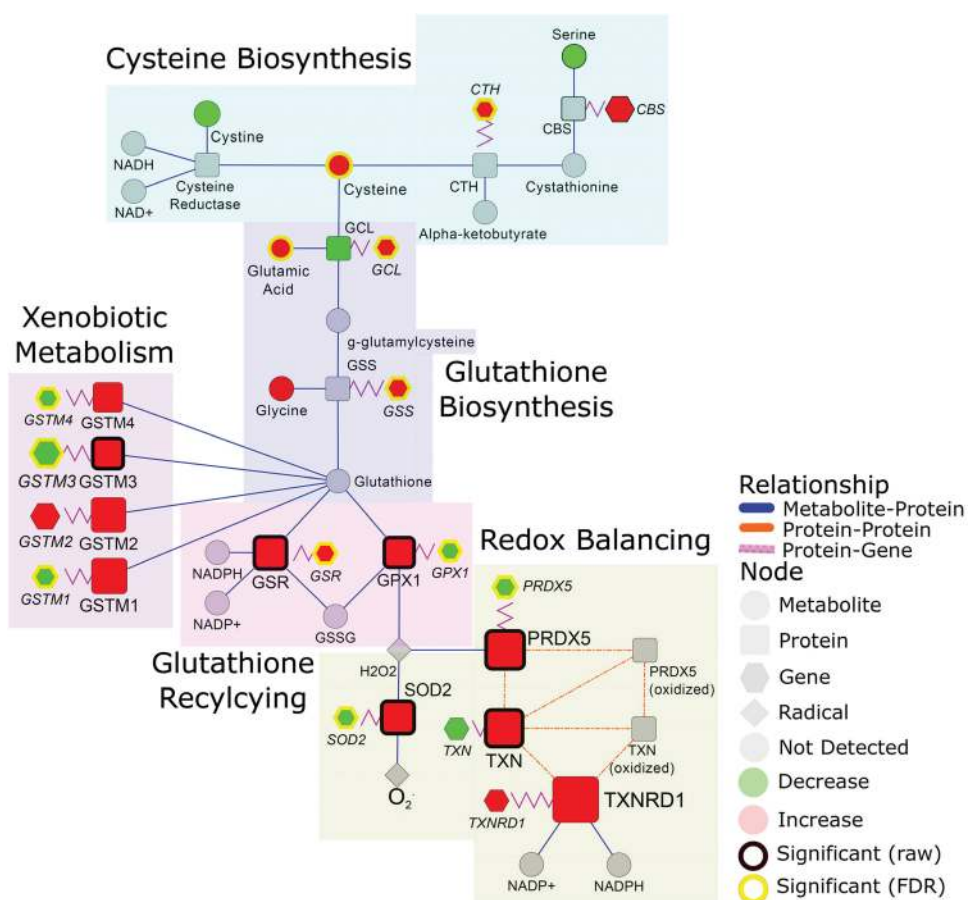 Cysteine Biosynthesis
Serine
CTH
CBS
CBS
Cystine
NADH
Cysteine
Reductase
NAD+
Cysteine
CTH
Cystathionine
Alpha-ketobutyrate
GCL
Glutamic
Acid
GCL
g-glutamylcysteine
GSS
Glycine
GSS
Glutathione
Biosynthesis
Xenobiotic
Metabolism
GSTM4
GSTM4
GSTM3
GSTM3
GSTM2
GSTM2
GSTM1
GSTM1
Glutathione
NADPH
GSR
GSR
GPX1
GPX1
NADP+
GSSG
Glutathione
Recylcying
Redox Balancing
PRDX5
PRDX5
H2O2
PRDX5
(oxidized)
SOD2
SOD2
TXN
TXN
TXN
(oxidized)
O2·
TXNRD1
TXNRD1
NADP+
NADPH
Relationship
Metabolite-Protein
Protein-Protein
Protein-Gene
Node
Metabolite
Protein
Gene
Radical
Not Detected
Decrease
Increase
Significant (raw)
Significant (FDR)